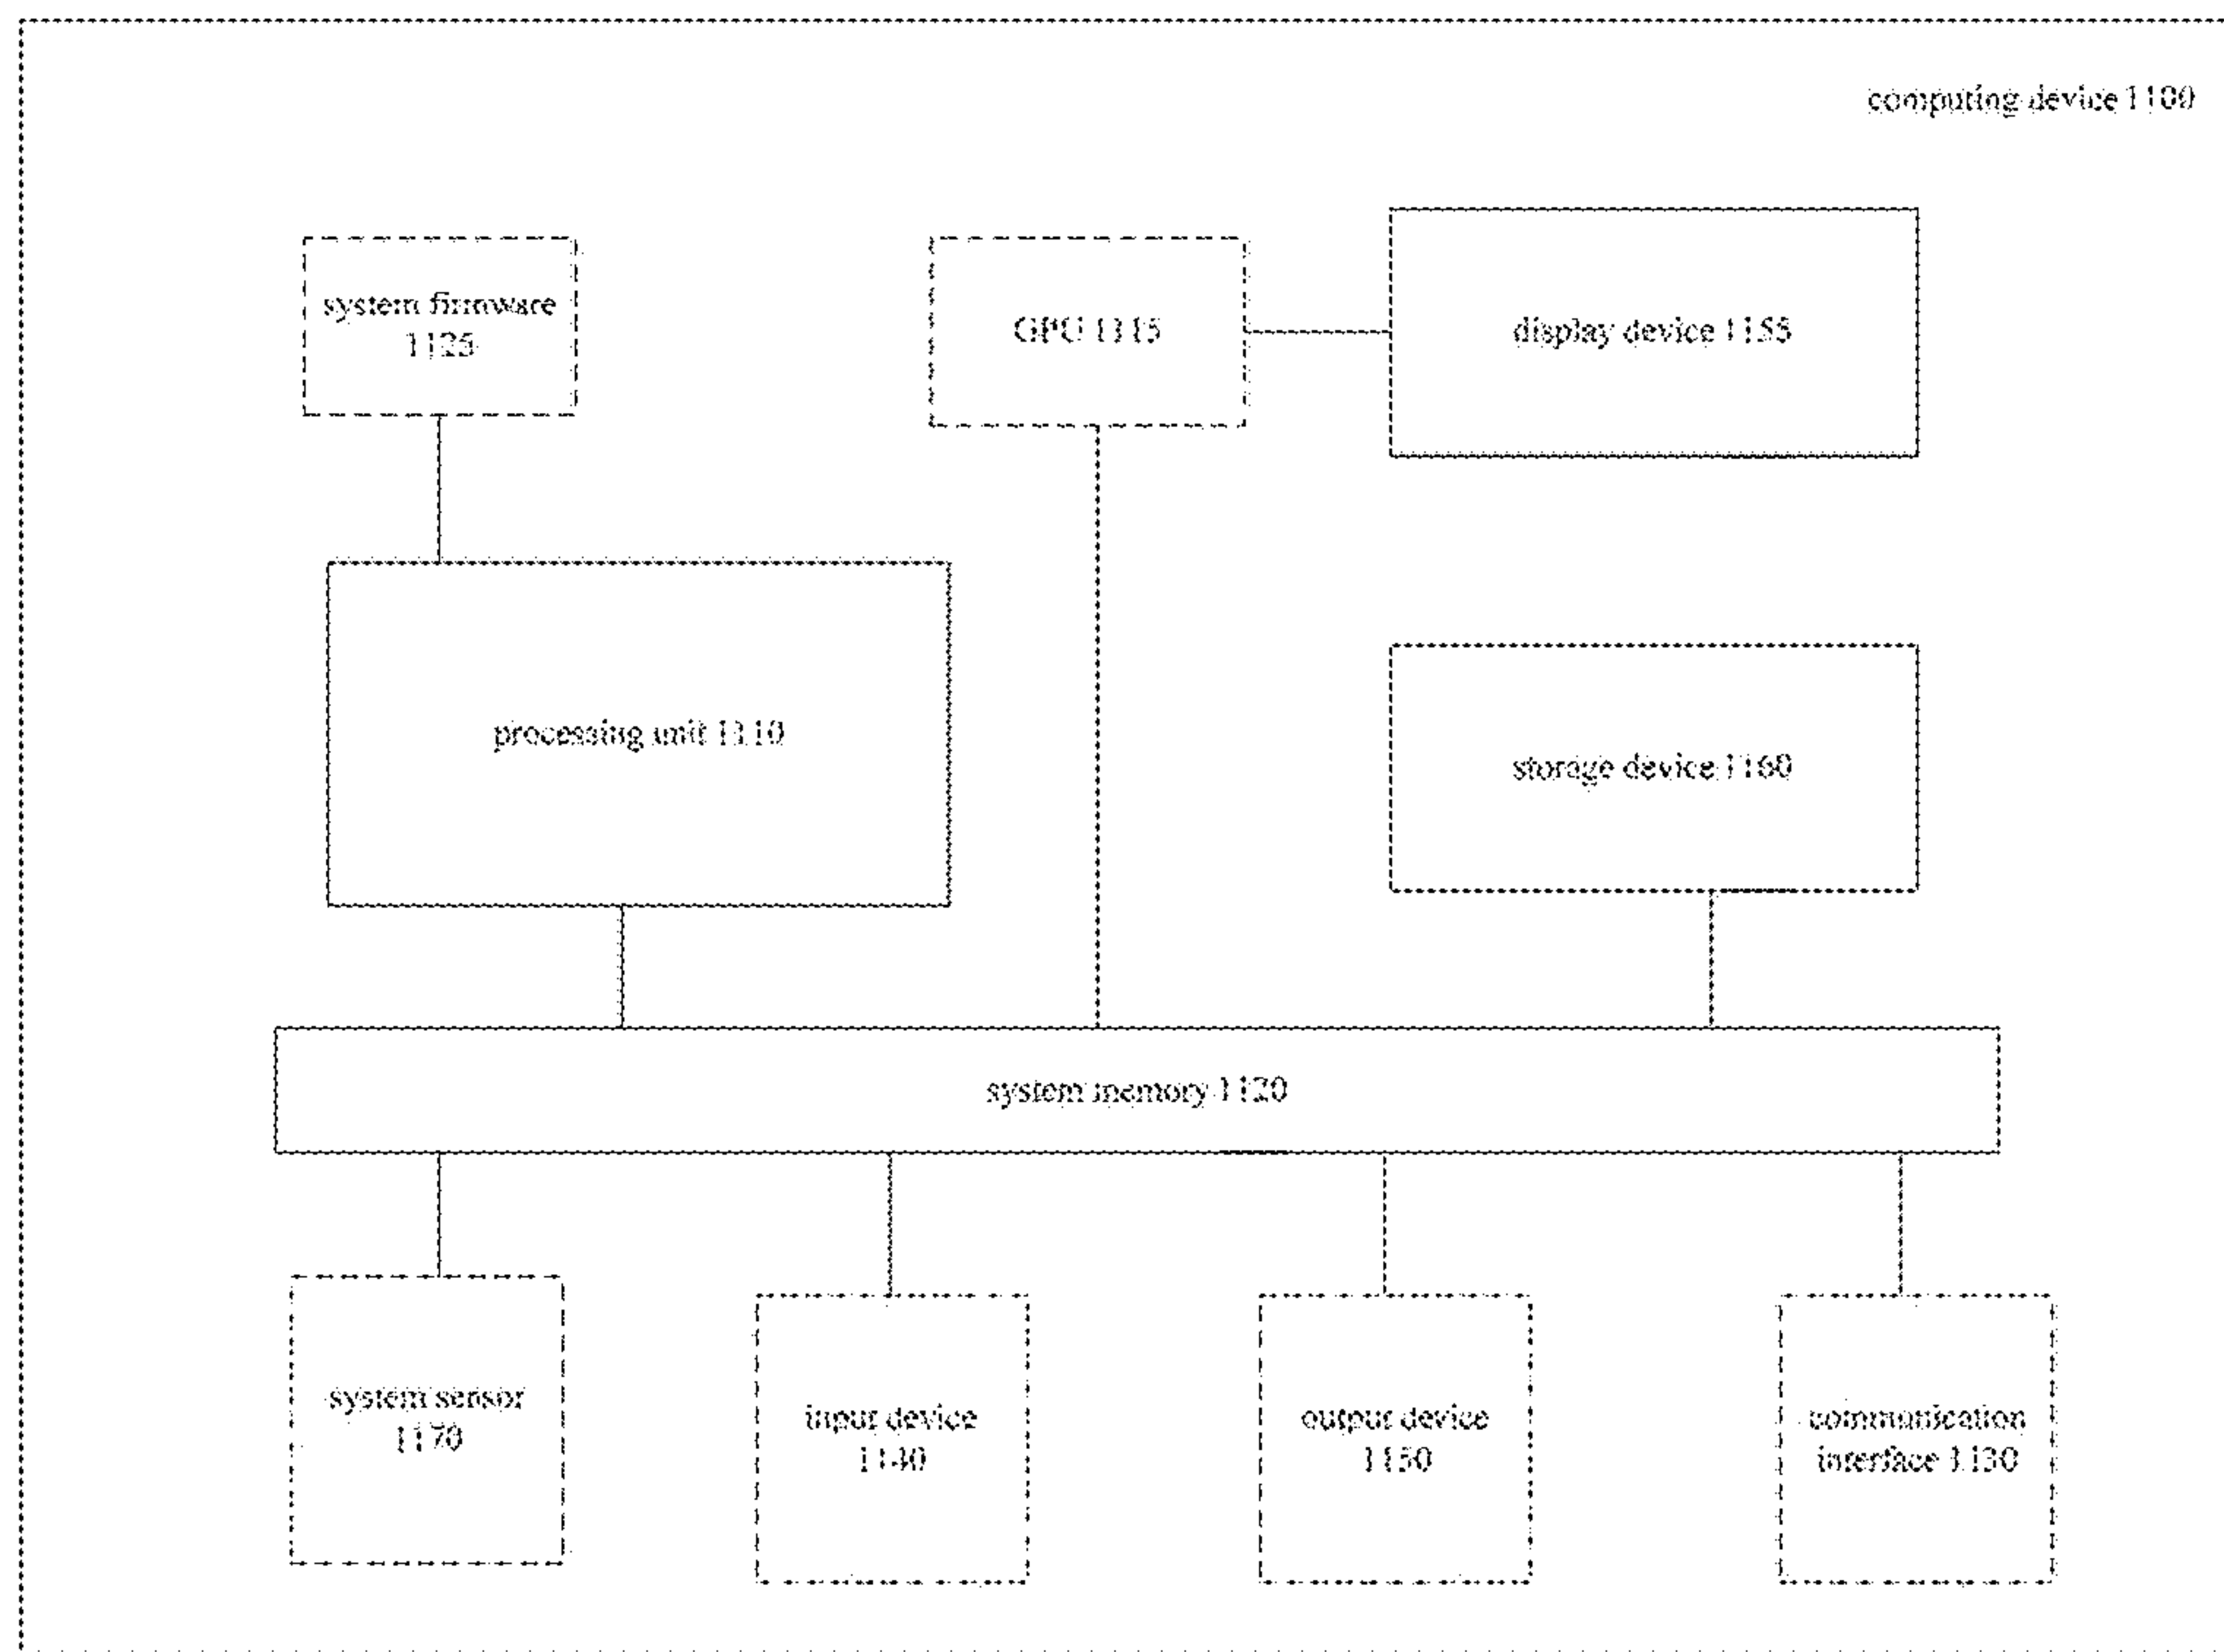 computing device 1100
system firmware
1125
GPU 1115
display device 1155
processing unit 1110
storage device 1160
system memory 1120
system sensor
1170
input device
1140
output device
1150
communication
interface 1130